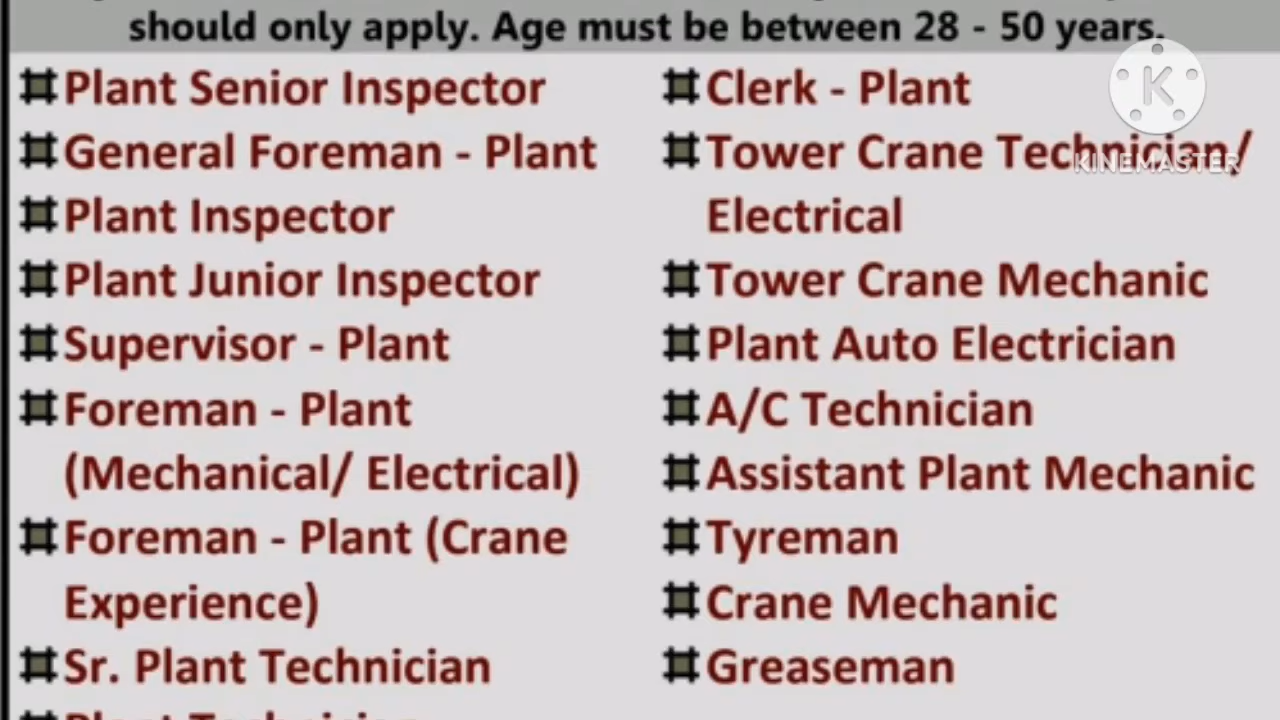 should only apply. Age must be between 28 - 50 years.
Plant Senior Inspector
General Foreman - Plant
Plant Inspector
Plant Junior Inspector
Supervisor - Plant
Foreman - Plant
(Mechanical/ Electrical)
Foreman - Plant (Crane
Experience)
Sr. Plant Technician
Plant Technician
Clerk - Plant
Tower Crane Technician/
Electrical
Tower Crane Mechanic
Plant Auto Electrician
A/C Technician
Assistant Plant Mechanic
Tyreman
Crane Mechanic
Greaseman
K
KINEMASTER